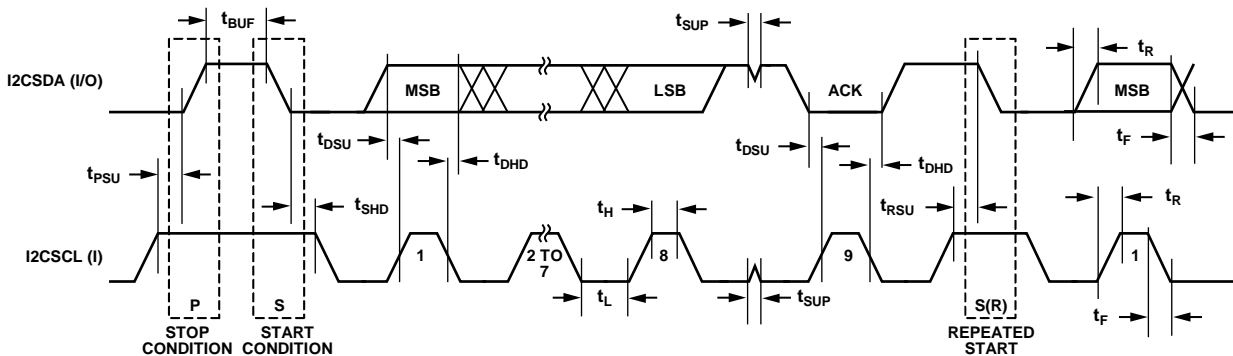 tBUF
tSUP
tR
I2CSDA (I/O)
MSB
LSB
ACK
MSB
tDSU
tDHD
tDSU
tDHD
tF
tPSU
tSHD
tH
tRSU
tR
I2CSCL (I)
1
2 TO
7
8
9
1
P
S
tL
tSUP
S(R)
tF
STOP
CONDITION
START
CONDITION
REPEATED
START